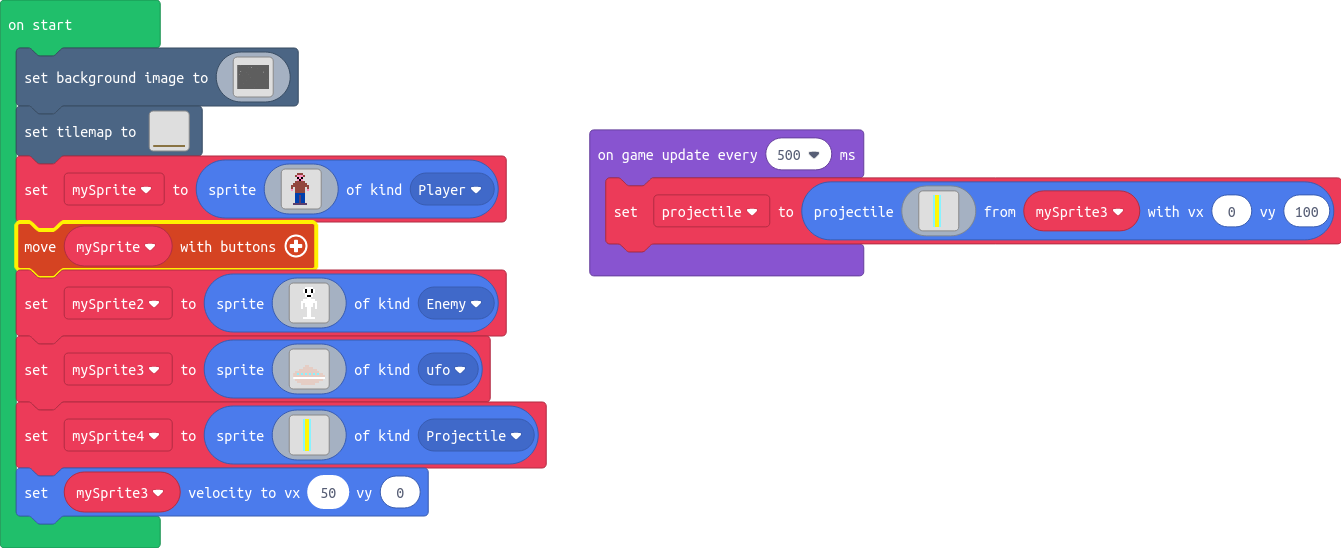 on start
set background image to
set tilemap to
set mySprite to sprite of kind Player
move mySprite with buttons
set mySprite2 to sprite of kind Enemy
set mySprite3 to sprite of kind ufo
set mySprite4 to sprite of kind Projectile
set mySprite3 velocity to vx 50 vy 0
on game update every 500 ms
set projectile to projectile from mySprite3 with vx 0 vy 100